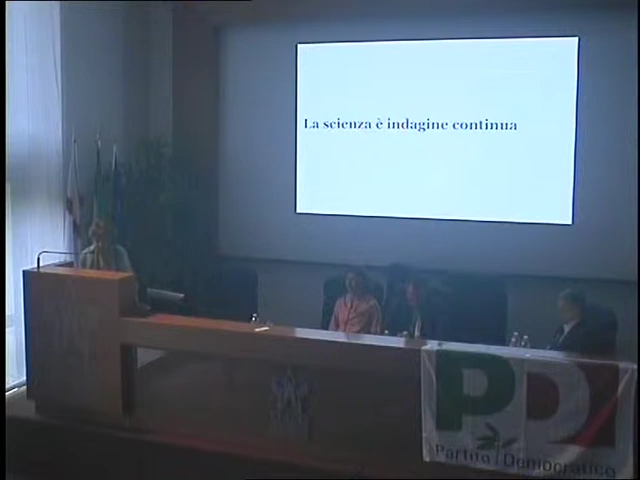 La scienza è indagine continua
PD
Partito Democratico